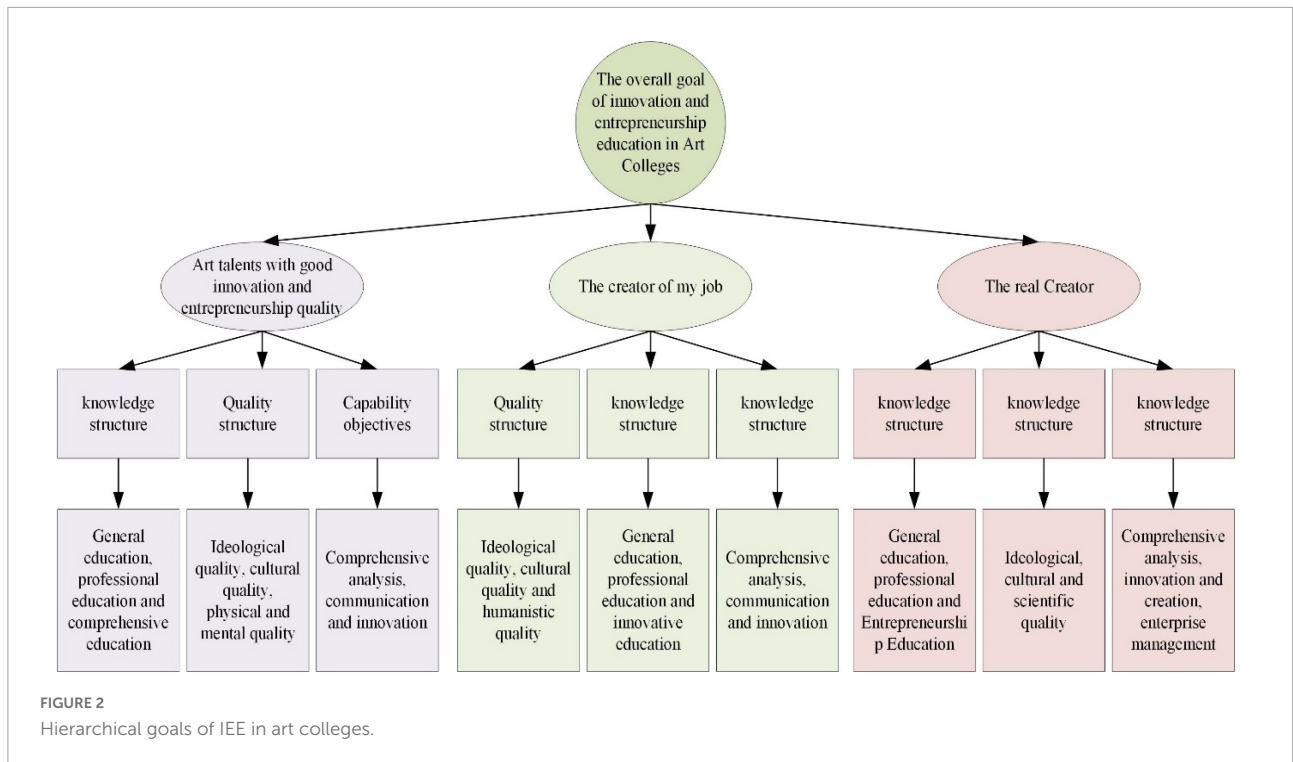 The overall goal
of innovation and
entrepreneurship
education in Art
Colleges
Art talents with good
innovation and
entrepreneurship quality
The creator of my job
The real Creator
knowledge
structure
Quality
structure
Capability
objectives
Quality
structure
knowledge
structure
knowledge
structure
knowledge
structure
knowledge
structure
knowledge
structure
General
education,
professional
education and
comprehensive
education
Ideological
quality, cultural
quality,
physical and
mental quality
Comprehensive
analysis,
communication
and innovation
Ideological
quality, cultural
quality and
humanistic
quality
General
education,
professional
education and
innovative
education
Comprehensive
analysis,
communication
and innovation
General
education,
professional
education and
Entrepreneurshi
p Education
Ideological,
cultural and
scientific
quality
Comprehensive
analysis,
innovation and
creation,
enterprise
management
FIGURE 2
Hierarchical goals of IEE in art colleges.